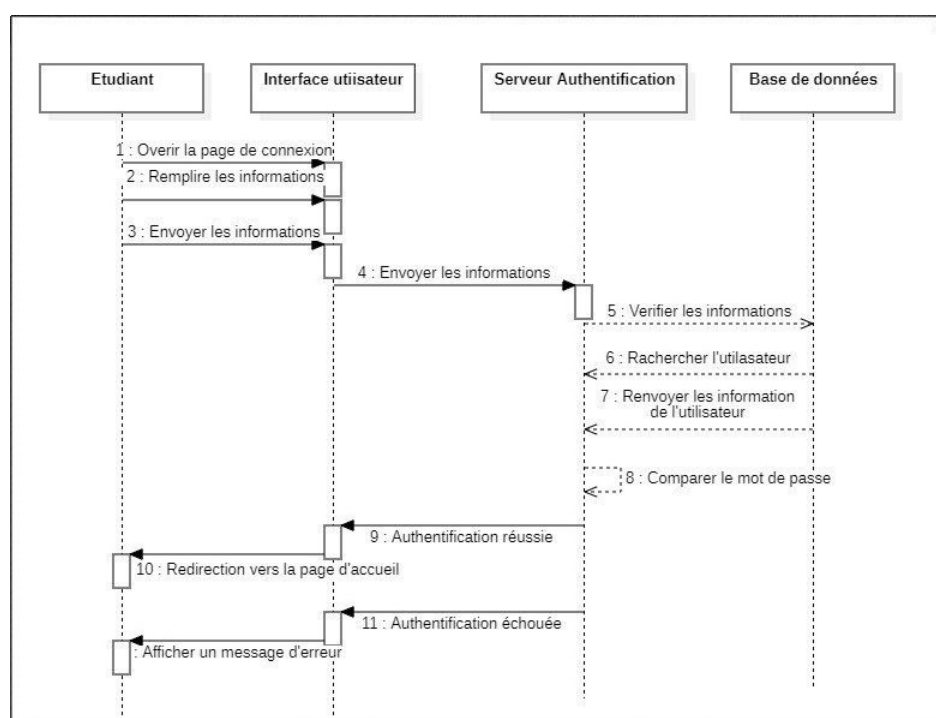 Etudiant
Interface utiisateur
Serveur Authentification
Base de données
1 : Overir la page de connexion
2 : Remplire les informations
3 : Envoyer les informations
4 : Envoyer les informations
5 : Verifier les informations
6 : Rachercher l'utilasateur
7 : Renvoyer les information
de l'utilisateur
8 : Comparer le mot de passe
9 : Authentification réussie
10 : Redirection vers la page d'accueil
11 : Authentification échouée
: Afficher un message d'erreur